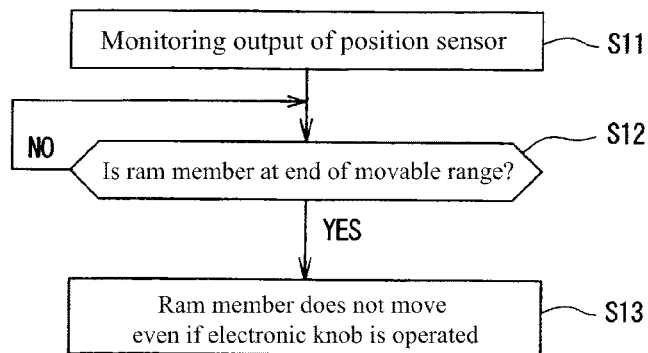 Monitoring output of position sensor
S11
S12
NO
Is ram member at end of movable range?
YES
Ram member does not move
even if electronic knob is operated
S13